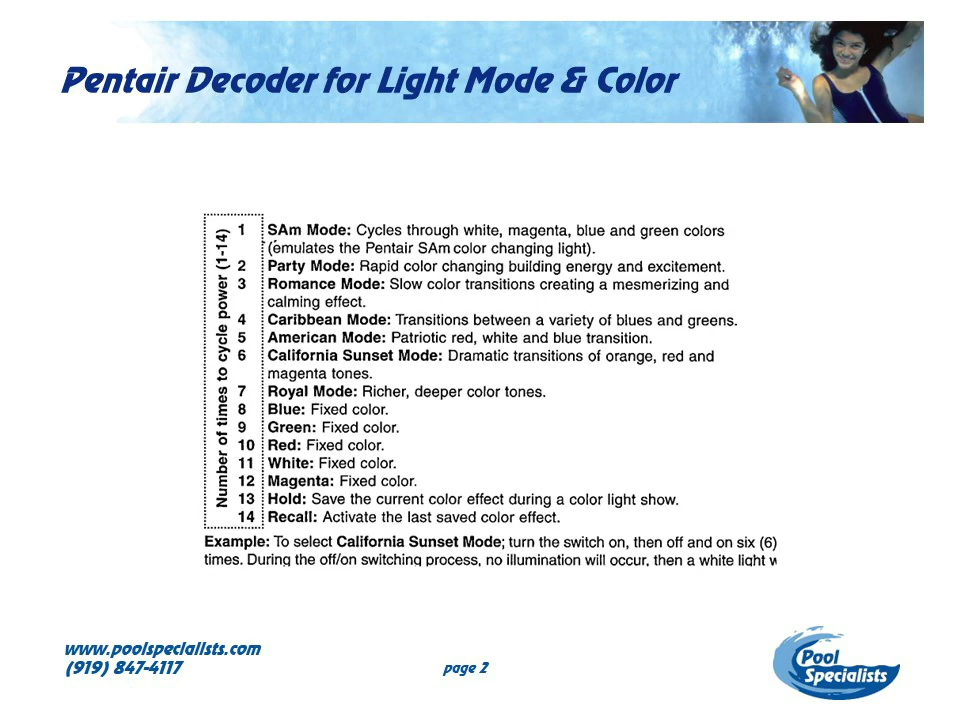 Pentair Decoder for Light Mode & Color
Number of times to cycle power (1-14)
1 SAm Mode: Cycles through white, magenta, blue and green colors
(emulates the Pentair SAm color changing light).
2 Party Mode: Rapid color changing building energy and excitement.
3 Romance Mode: Slow color transitions creating a mesmerizing and
calming effect.
4 Caribbean Mode: Transitions between a variety of blues and greens.
5 American Mode: Patriotic red, white and blue transition.
6 California Sunset Mode: Dramatic transitions of orange, red and
magenta tones.
7 Royal Mode: Richer, deeper color tones.
8 Blue: Fixed color.
9 Green: Fixed color.
10 Red: Fixed color.
11 White: Fixed color.
12 Magenta: Fixed color.
13 Hold: Save the current color effect during a color light show.
14 Recall: Activate the last saved color effect.
Example: To select California Sunset Mode; turn the switch on, then off and on six (6)
times. During the off/on switching process, no illumination will occur, then a white light
www.poolspecialists.com
(919) 847-4117
page 2
Pool
Specialists